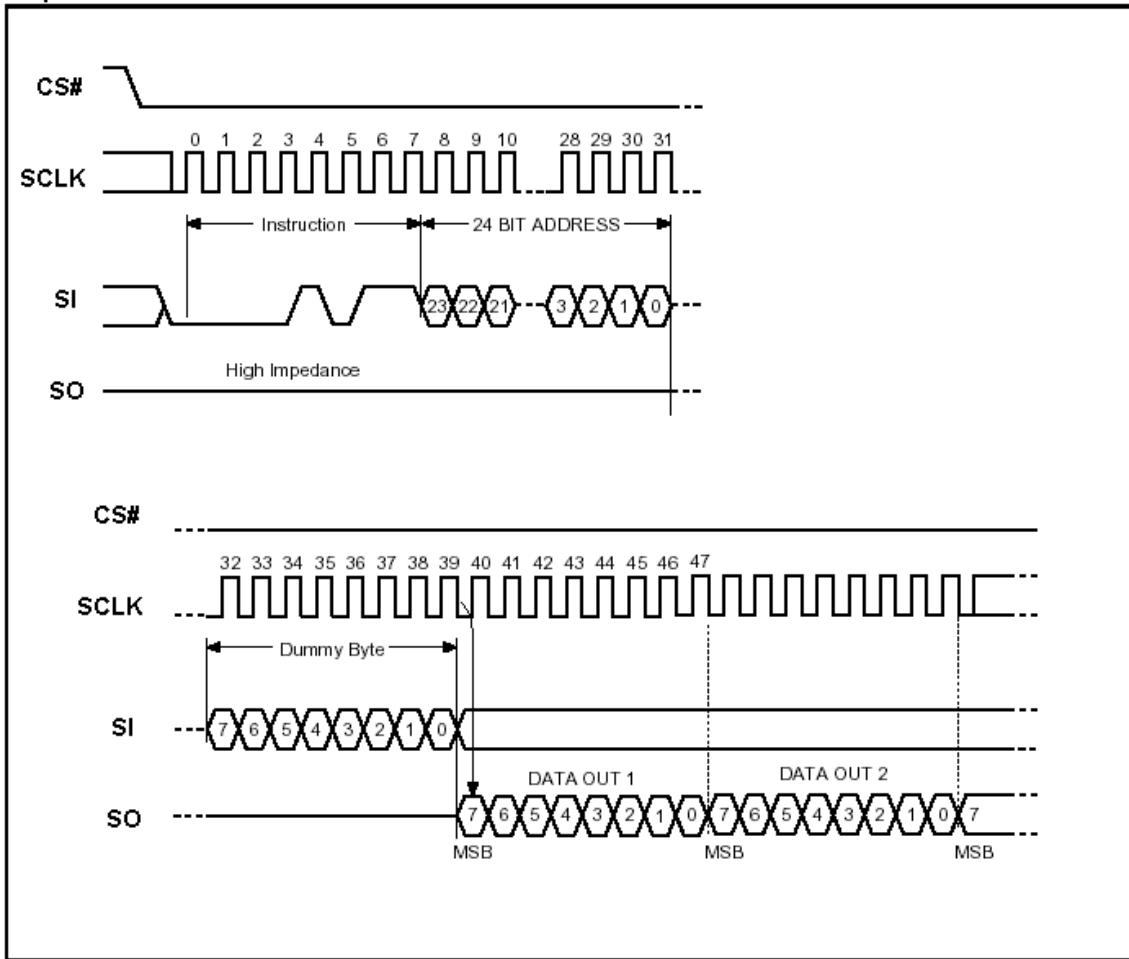 CS#
0 1 2 3 4 5 6 7 8 9 10 28 29 30 31
SCLK
Instruction 24 BIT ADDRESS
SI 23 22 21 3 2 1 0
High Impedance
SO
CS#
32 33 34 35 36 37 38 39 40 41 42 43 44 45 46 47
SCLK
Dummy Byte
SI 7 6 5 4 3 2 1 0
DATA OUT 1 DATA OUT 2
SO 7 6 5 4 3 2 1 0 7 6 5 4 3 2 1 0 7
MSB MSB MSB